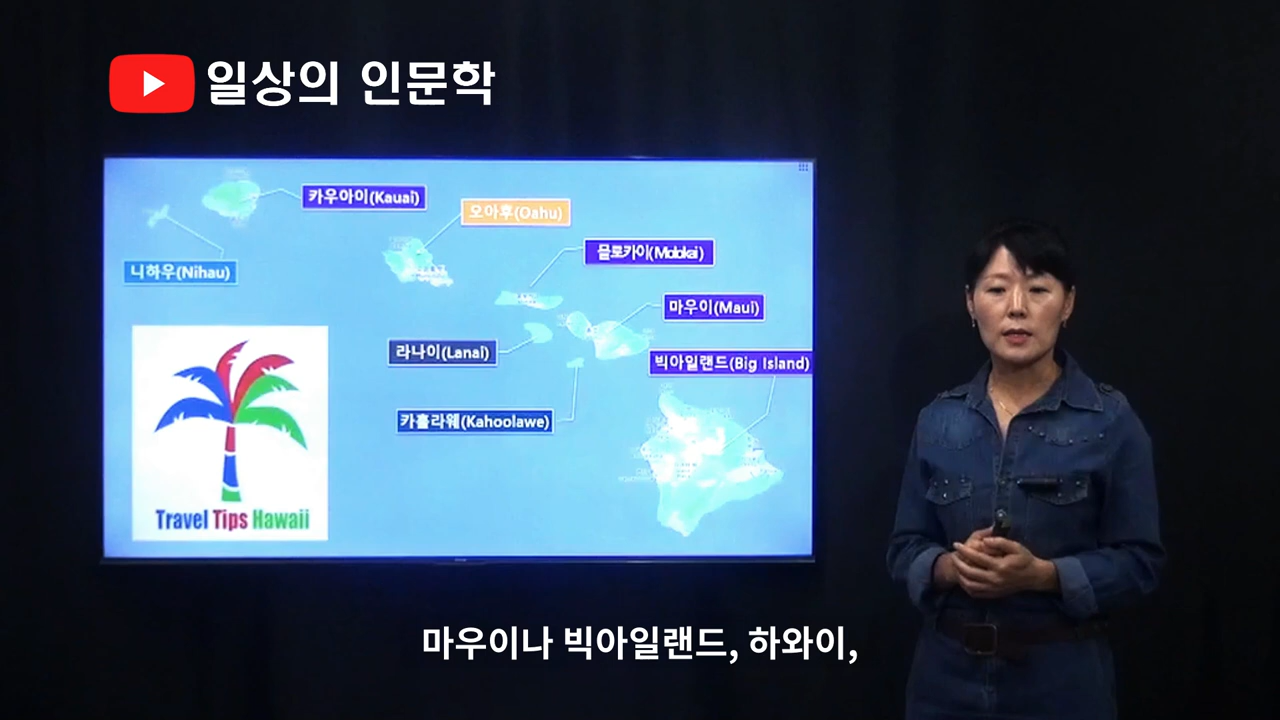 일상의 인문학
카우아이(Kauai)
오아후(Oahu)
몰로카이(Molokai)
니하우(Nihau)
마우이(Maui)
라나이(Lanai)
빅아일랜드(Big Island)
카훌라웨(Kahoolawe)
Travel Tips Hawaii
마우이나 빅아일랜드, 하와이,